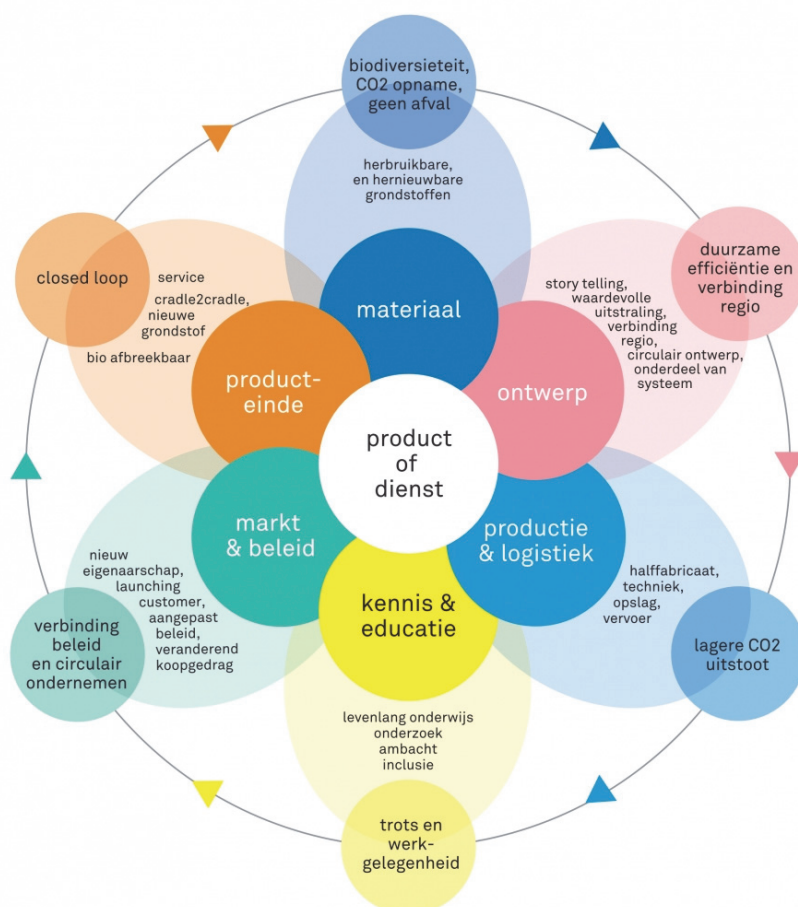 biodiversieteit,
CO2 opname,
geen afval
herbruikbare,
en hernieuwbare
grondstoffen
materiaal
duurzame
efficiëntie en
verbinding
regio
story telling,
waardevolle
uitstraling,
verbinding
regio,
circulair ontwerp,
onderdeel van
systeem
ontwerp
closed loop
service
cradle2cradle,
nieuwe
grondstof
bio afbreekbaar
product-
einde
product
of
dienst
markt
& beleid
nieuw
eigenaarschap,
launching
customer,
aangepast
beleid,
veranderend
koopgedrag
verbinding
beleid
en circulair
ondernemen
productie
& logistiek
halffabricaat,
techniek,
opslag,
vervoer
lagere CO2
uitstoot
kennis &
educatie
levenlang onderwijs
onderzoek
ambacht
inclusie
trots en
werk-
gelegenheid